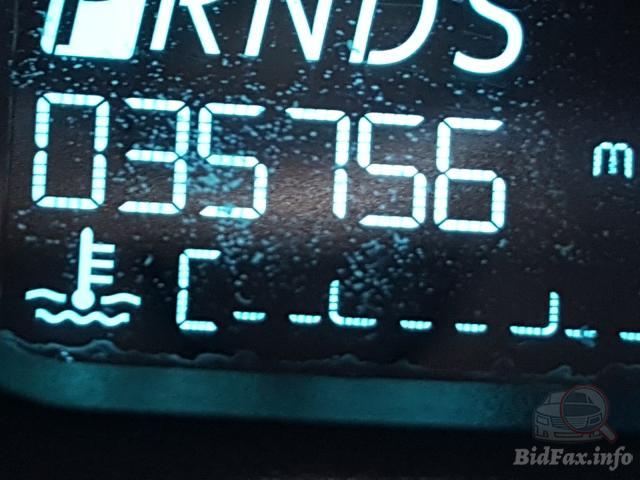 PRNDS
035756 m
C
BidFax.info